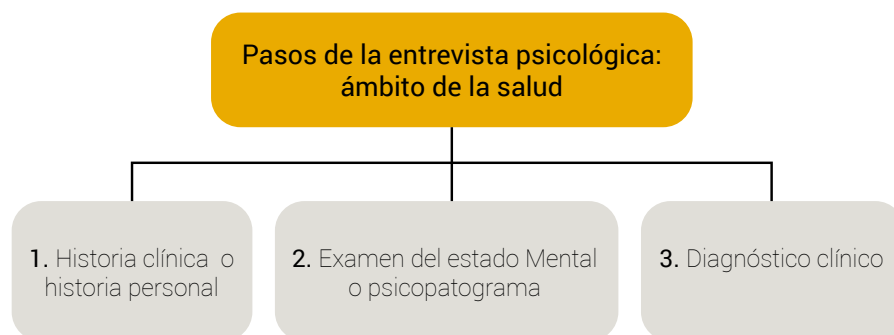 Pasos de la entrevista psicológica:
ámbito de la salud
1. Historia clínica o
historia personal
2. Examen del estado Mental
o psicopatograma
3. Diagnóstico clínico